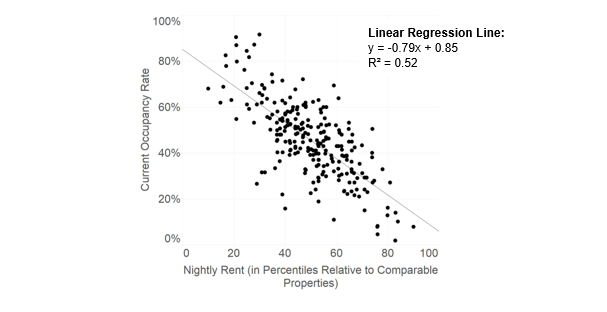 Linear Regression Line:
y = -0.79x + 0.85
R² = 0.52
100%
80%
60%
40%
20%
0%
Current Occupancy Rate
0 20 40 60 80 100
Nightly Rent (in Percentiles Relative to Comparable
Properties)